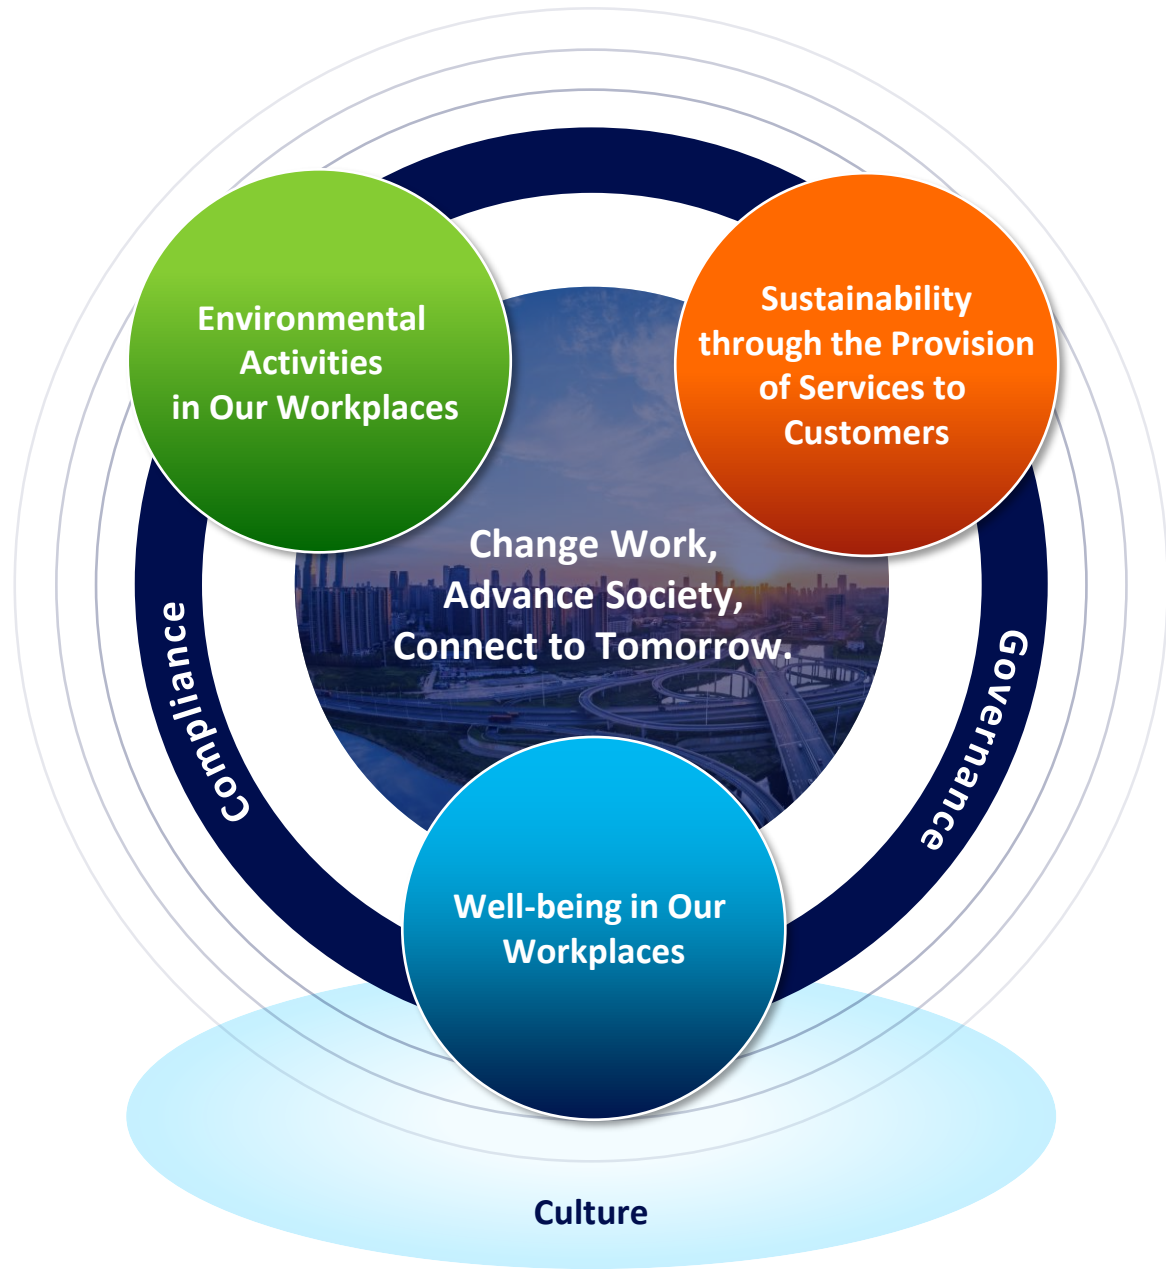 Environmental
Activities
in Our Workplaces
Sustainability
through the Provision
of Services to
Customers
Change Work,
Advance Society,
Connect to Tomorrow.
Compliance
Governance
Well-being in Our
Workplaces
Culture